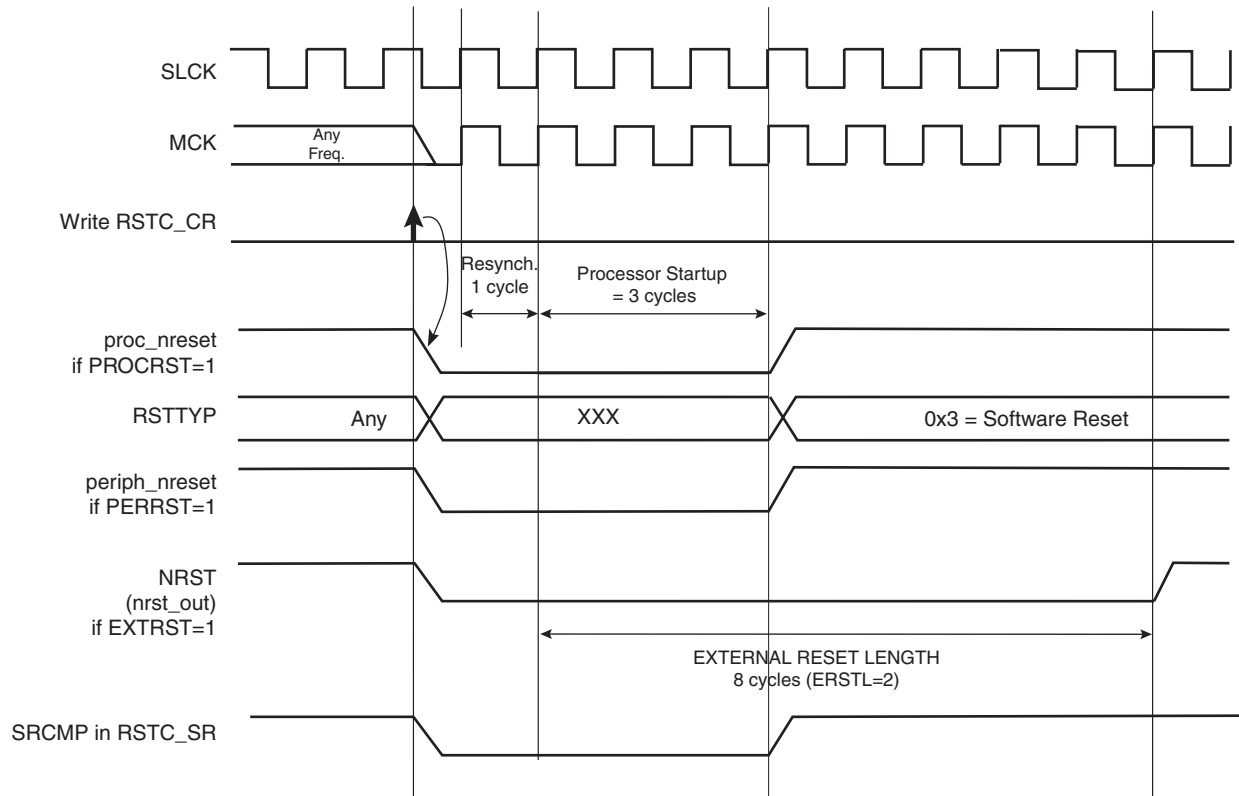 SLCK
MCK
Any
Freq.
Write RSTC_CR
Resynch.
1 cycle
Processor Startup
= 3 cycles
proc_nreset
if PROCRST=1
RSTTYP
Any
XXX
0x3 = Software Reset
periph_nreset
if PERRST=1
NRST
(nrst_out)
if EXTRST=1
EXTERNAL RESET LENGTH
8 cycles (ERSTL=2)
SRCMP in RSTC_SR